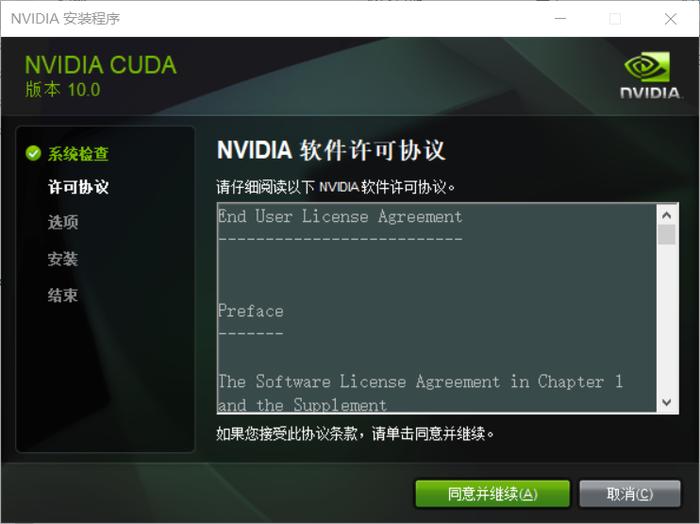 NVIDIA 安装程序
NVIDIA CUDA
版本 10.0
NVIDIA.
系统检查
许可协议
选项
安装
结束
NVIDIA 软件许可协议
请仔细阅读以下 NVIDIA 软件许可协议。
End User License Agreement
--------------------------
Preface
-------
The Software License Agreement in Chapter 1
and the Supplement
如果您接受此协议条款，请单击同意并继续。
同意并继续(A)
取消(C)